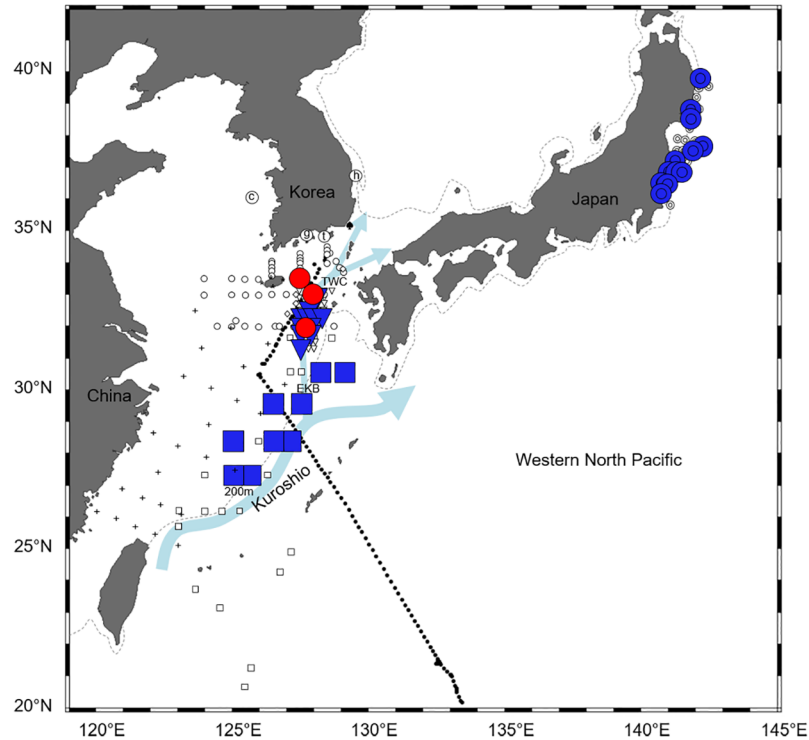 40°N
h
Korea
c
Japan
35°N
g
t
TWC
30°N
EKB
China
Western North Pacific
200m
Kuroshio
25°N
20°N
120°E
125°E
130°E
135°E
140°E
145°E